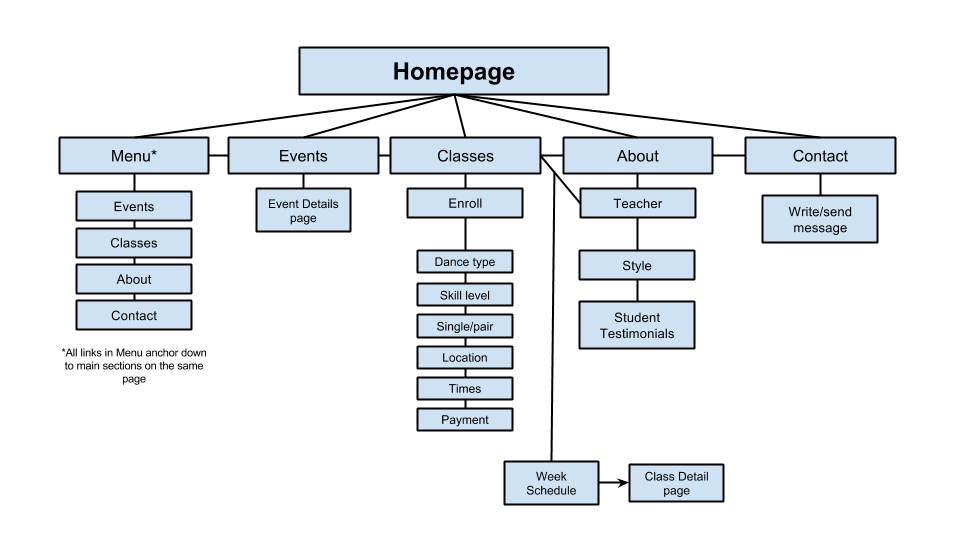 Homepage
Menu*
Events
Classes
About
Contact
Events
Classes
About
Contact
*All links in Menu anchor down
to main sections on the same
page
Event Details
page
Enroll
Dance type
Skill level
Single/pair
Location
Times
Payment
Teacher
Style
Student
Testimonials
Write/send
message
Week
Schedule
Class Detail
page